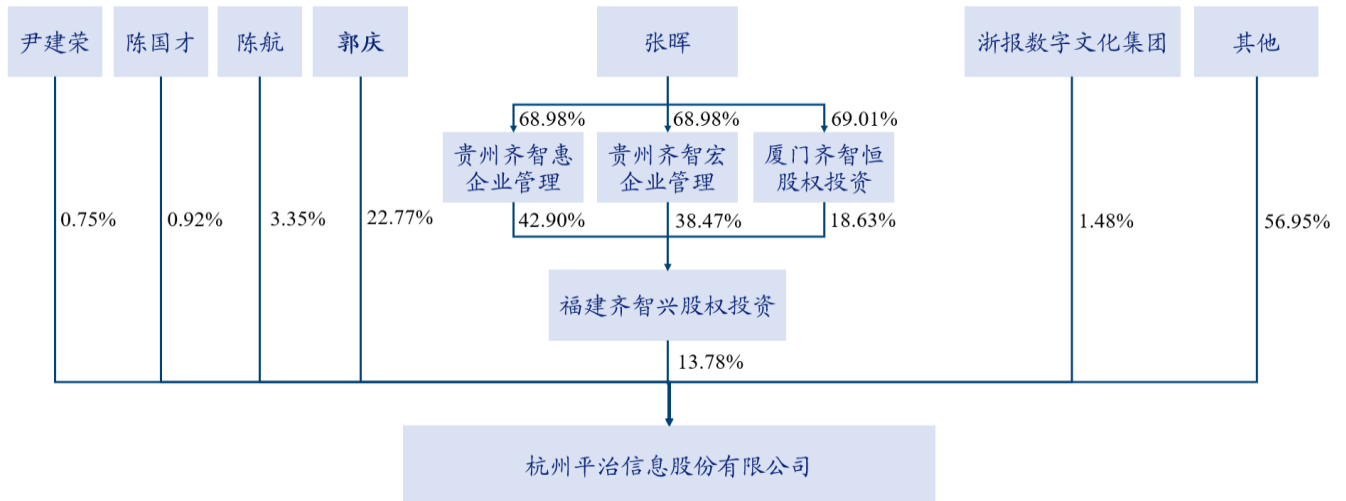 尹建荣
陈国才
陈航
郭庆
张晖
浙报数字文化集团
其他
68.98%
68.98%
69.01%
贵州齐智惠
企业管理
贵州齐智宏
企业管理
厦门齐智恒
股权投资
0.75%
0.92%
3.35%
22.77%
42.90%
38.47%
18.63%
1.48%
56.95%
福建齐智兴股权投资
13.78%
杭州平治信息股份有限公司